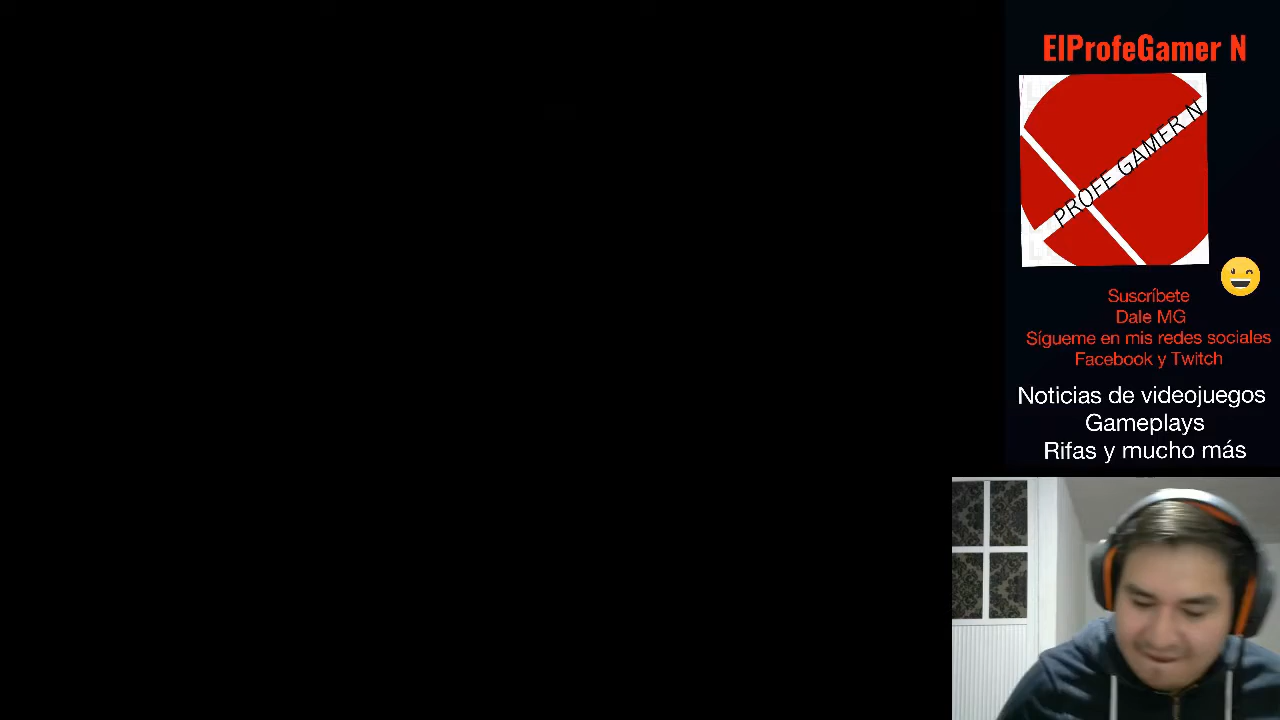 ElProfeGamer N
PROFE GAMER N
Suscríbete
Dale MG
Sígueme en mis redes sociales
Facebook y Twitch
Noticias de videojuegos
Gameplays
Rifas y mucho más